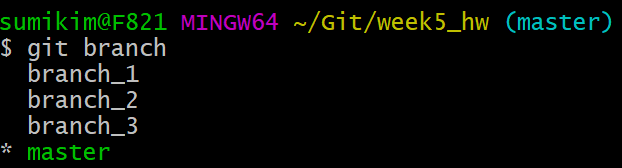 sumikim@F821 MINGW64 ~/Git/week5_hw (master)
$ git branch
  branch_1
  branch_2
  branch_3
* master